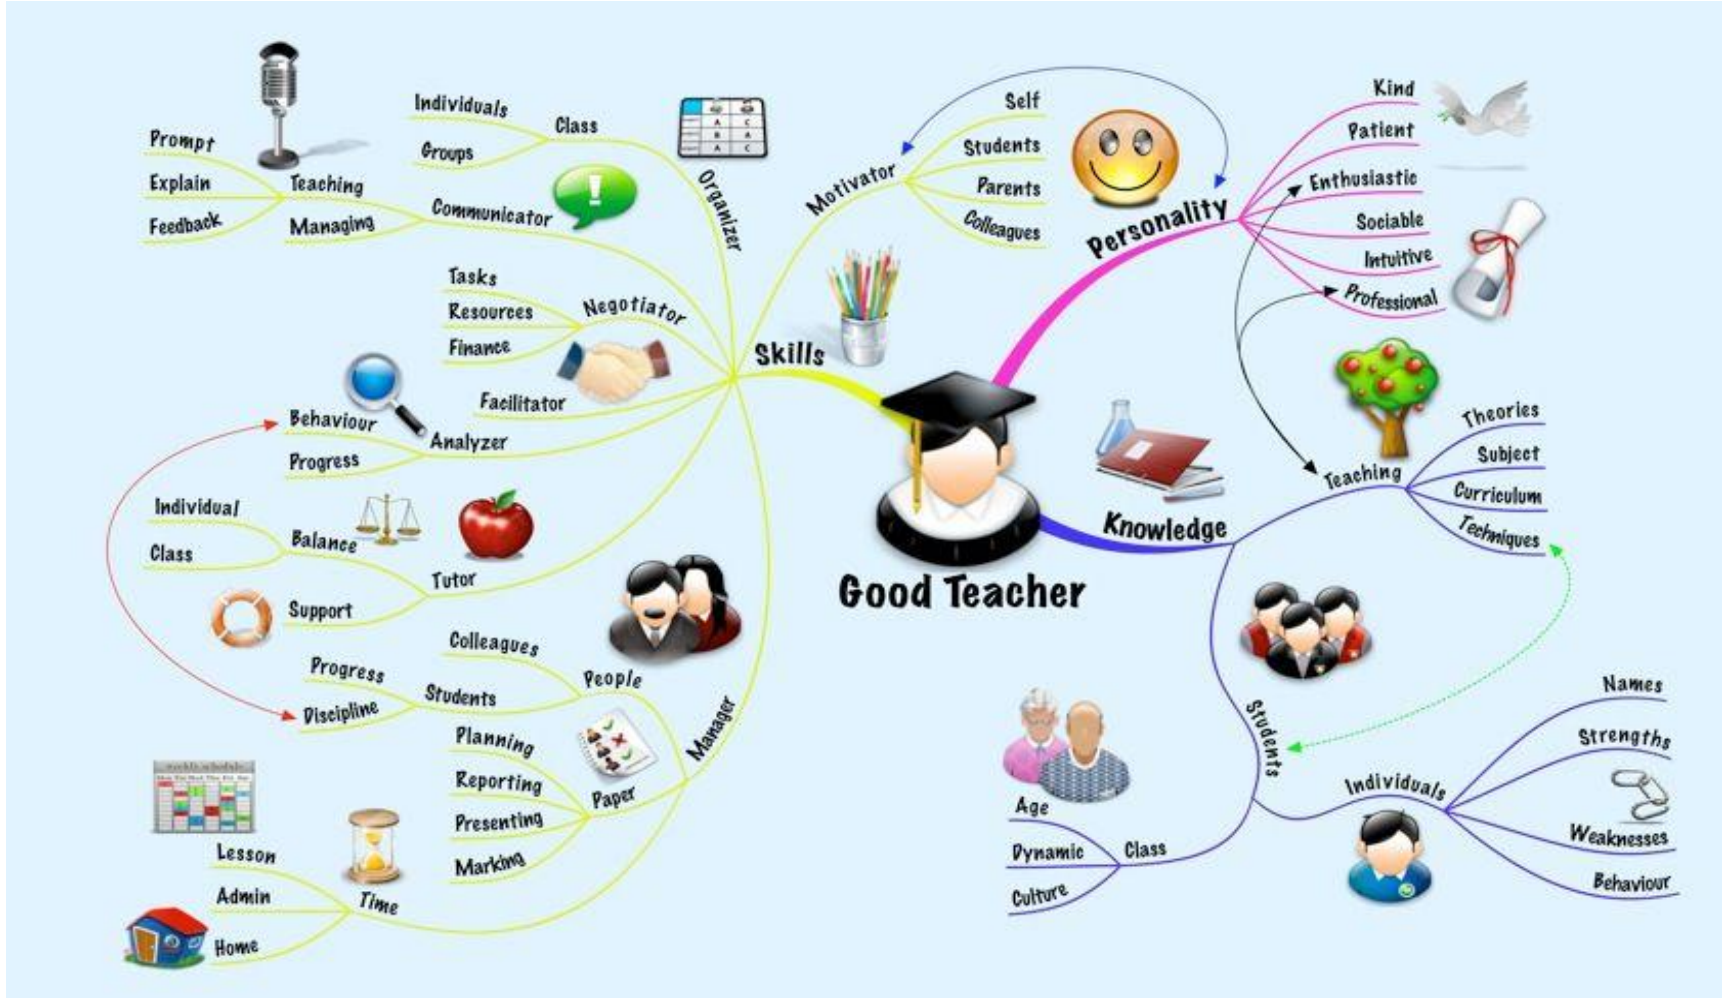 Good Teacher
Skills
Motivator
Self
Students
Parents
Colleagues
Organizer
Class
Individuals
Groups
Communicator
Teaching
Prompt
Explain
Feedback
Managing
Negotiator
Tasks
Resources
Finance
Facilitator
Analyzer
Behaviour
Progress
Tutor
Balance
Individual
Class
Support
Manager
People
Colleagues
Students
Progress
Discipline
Paper
Planning
Reporting
Presenting
Marking
Time
Lesson
Admin
Home
weekly schedule
Personality
Kind
Patient
Enthusiastic
Sociable
Intuitive
Professional
Knowledge
Teaching
Theories
Subject
Curriculum
Techniques
Students
Individuals
Names
Strengths
Weaknesses
Behaviour
Class
Age
Dynamic
Culture
A C
B A
A C